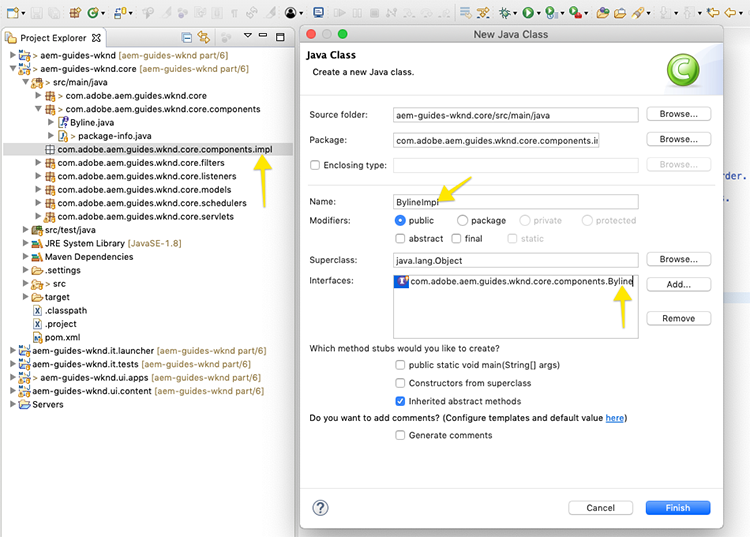 Project Explorer
> aem-guides-wknd [aem-guides-wknd part/6]
> aem-guides-wknd.core [aem-guides-wknd part/6]
> src/main/java
> com.adobe.aem.guides.wknd.core
> com.adobe.aem.guides.wknd.core.components
Byline.java
> package-info.java
com.adobe.aem.guides.wknd.core.components.impl
com.adobe.aem.guides.wknd.core.filters
com.adobe.aem.guides.wknd.core.listeners
com.adobe.aem.guides.wknd.core.models
com.adobe.aem.guides.wknd.core.schedulers
com.adobe.aem.guides.wknd.core.servlets
src/test/java
JRE System Library [JavaSE-1.8]
Maven Dependencies
.settings
> src
target
.classpath
.project
pom.xml
aem-guides-wknd.it.launcher [aem-guides-wknd part/6]
aem-guides-wknd.it.tests [aem-guides-wknd part/6]
> aem-guides-wknd.ui.apps [aem-guides-wknd part/6]
aem-guides-wknd.ui.content [aem-guides-wknd part/6]
Servers
New Java Class
Java Class
Create a new Java class.
Source folder: aem-guides-wknd.core/src/main/java Browse...
Package: com.adobe.aem.guides.wknd.core.components.i Browse...
Enclosing type: Browse...
Name: BylineImpl
Modifiers: public package private protected
abstract final static
Superclass: java.lang.Object Browse...
Interfaces: com.adobe.aem.guides.wknd.core.components.Byline Add...
Remove
Which method stubs would you like to create?
public static void main(String[] args)
Constructors from superclass
Inherited abstract methods
Do you want to add comments? (Configure templates and default value here)
Generate comments
? Cancel Finish
rder.